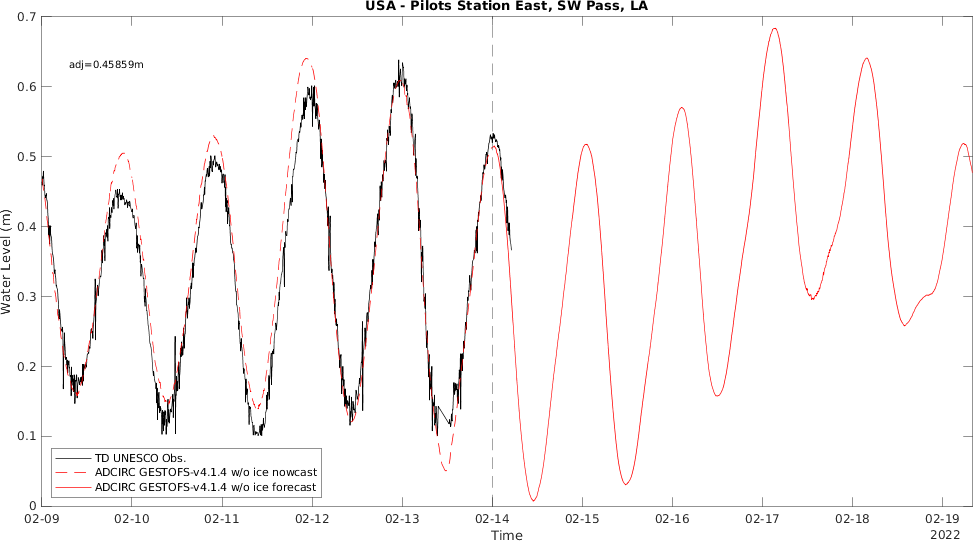 USA - Pilots Station East, SW Pass, LA
0.7
adj=0.45859m
0.6
0.5
0.4
Water Level (m)
0.3
0.2
0.1
TD UNESCO Obs.
ADCIRC GESTOFS-v4.1.4 w/o ice nowcast
ADCIRC GESTOFS-v4.1.4 w/o ice forecast
0
02-09 02-10 02-11 02-12 02-13 02-14 02-15 02-16 02-17 02-18 02-19
Time
2022